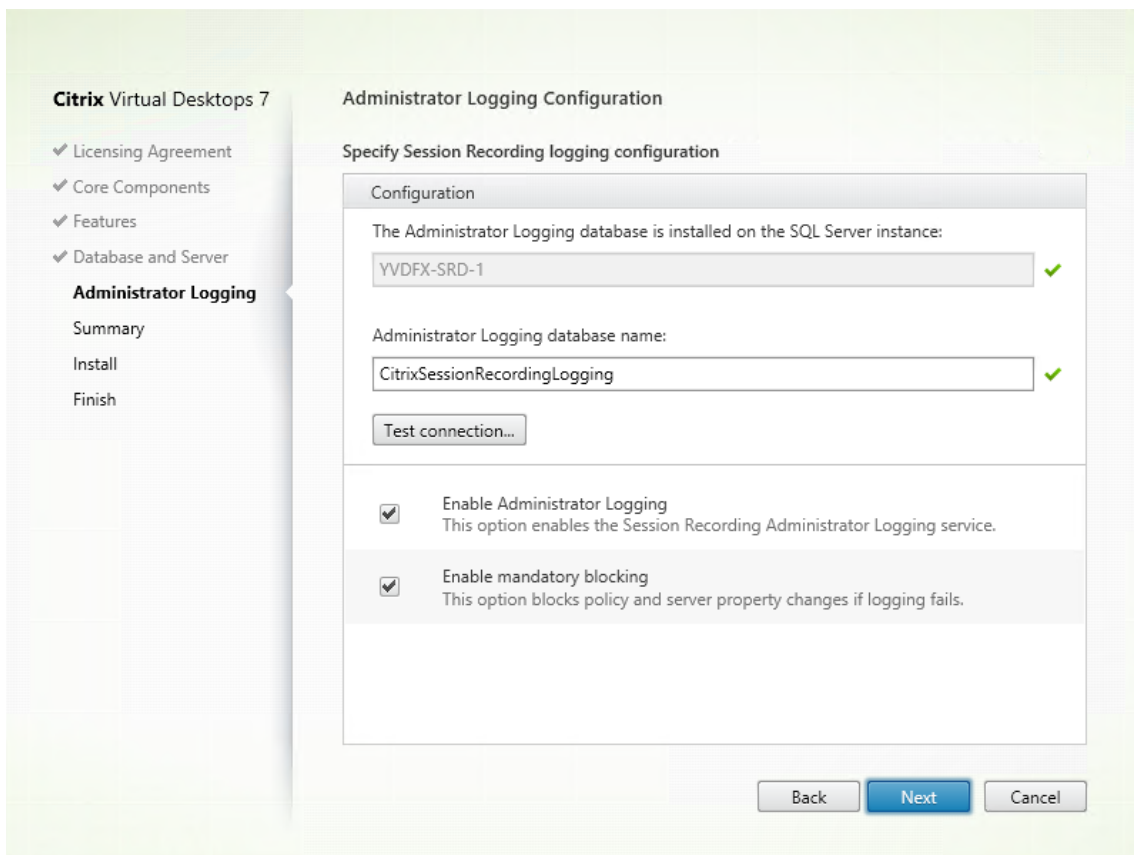 Citrix Virtual Desktops 7
Licensing Agreement
Core Components
Features
Database and Server
Administrator Logging
Summary
Install
Finish
Administrator Logging Configuration
Specify Session Recording logging configuration
Configuration
The Administrator Logging database is installed on the SQL Server instance:
YVDFX-SRD-1
Administrator Logging database name:
CitrixSessionRecordingLogging
Test connection...
Enable Administrator Logging
This option enables the Session Recording Administrator Logging service.
Enable mandatory blocking
This option blocks policy and server property changes if logging fails.
Back
Next
Cancel